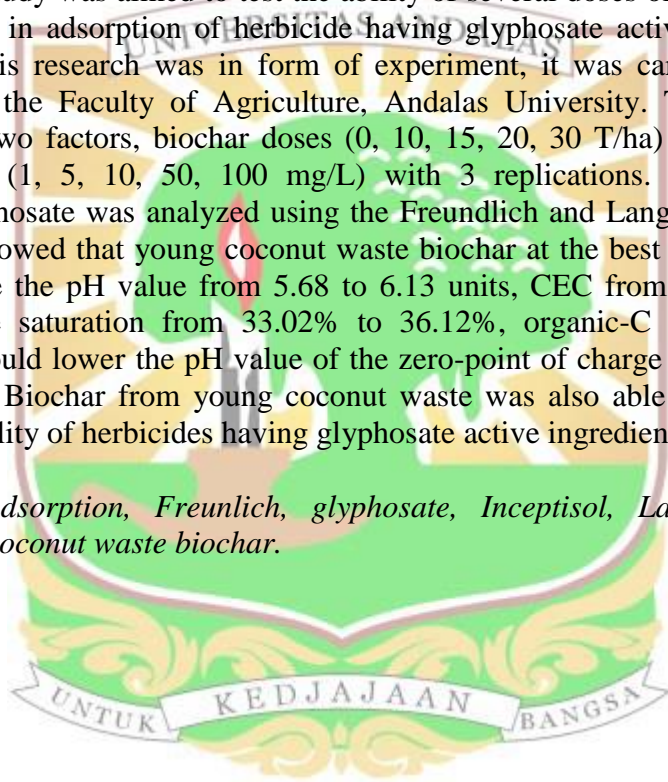 udy was aimed to test the ability of several doses of
in adsorption of herbicide having glyphosate activ
UNIVERSITAS ANDALAS
is research was in form of experiment, it was car
the Faculty of Agriculture, Andalas University. T
wo factors, biochar doses (0, 10, 15, 20, 30 T/ha)
(1, 5, 10, 50, 100 mg/L) with 3 replications.
hosate was analyzed using the Freundlich and Lang
owed that young coconut waste biochar at the best
e the pH value from 5.68 to 6.13 units, CEC from
e saturation from 33.02% to 36.12%, organic-C
ould lower the pH value of the zero-point of charge
Biochar from young coconut waste was also able
lity of herbicides having glyphosate active ingredien
dsorption, Freunlich, glyphosate, Inceptisol, La
oconut waste biochar.
UNTUK KEDJAJAAN BANGSA